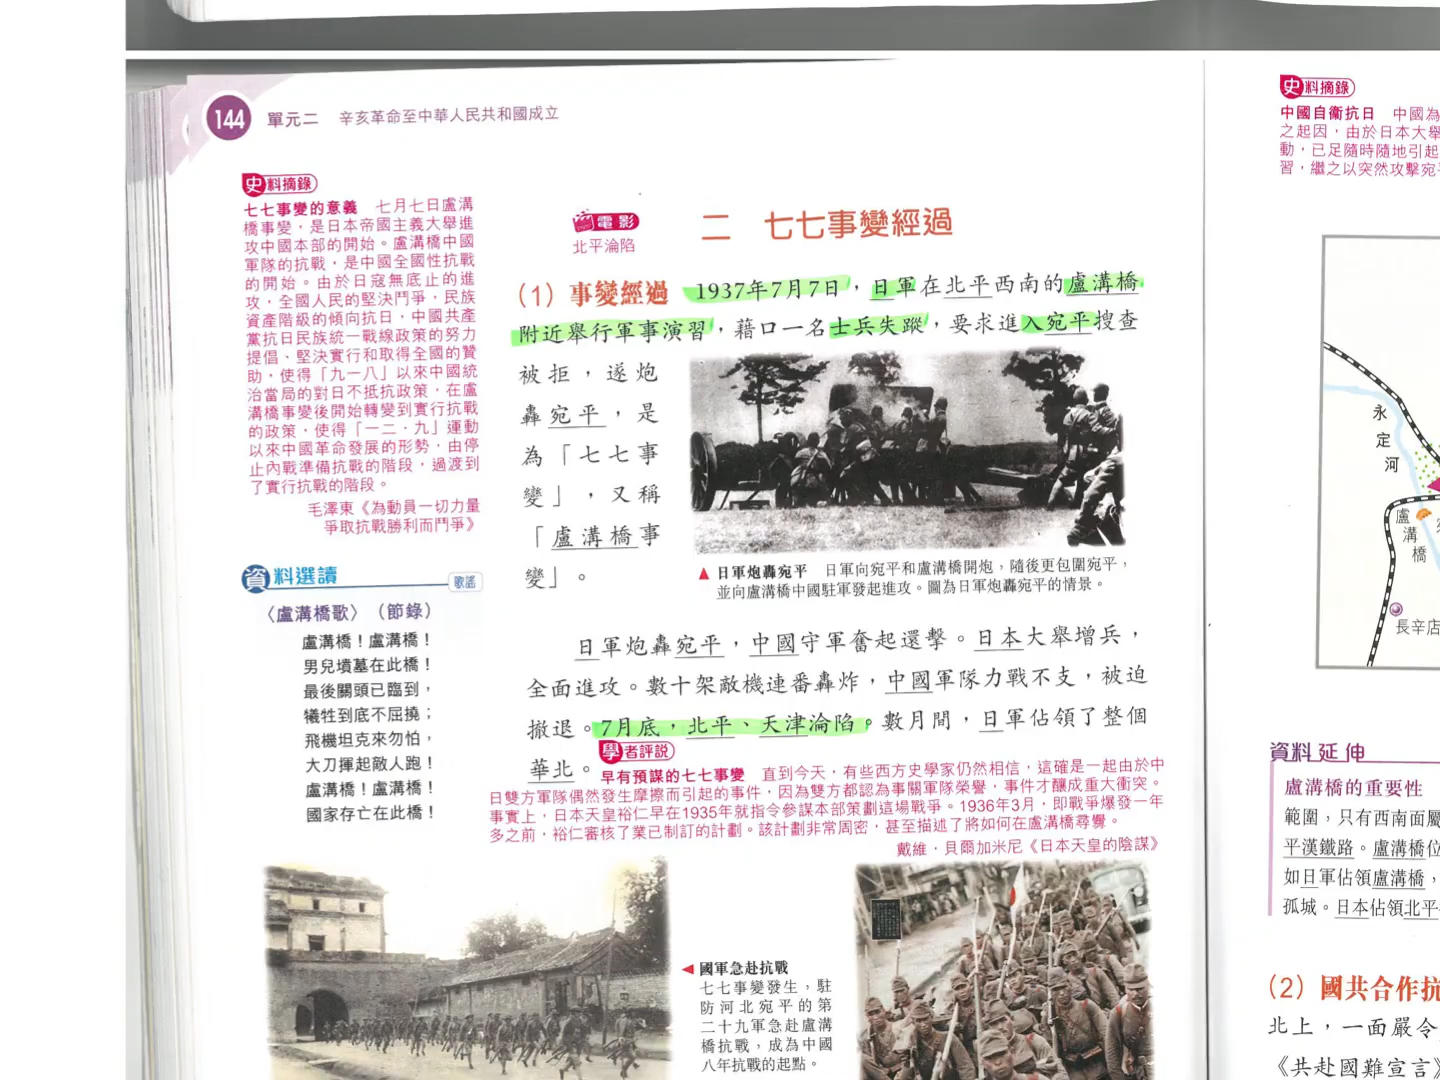 144 單元二 辛亥革命至中華人民共和國成立
史料摘錄
七七事變的意義 七月七日盧溝
橋事變，是日本帝國主義大舉進
攻中國本部的開始。盧溝橋中國
軍隊的抗戰，是中國全國性抗戰
的開始。由於日寇無底止的進
攻，全國人民的堅決鬥爭，民族
資產階級的傾向抗日，中國共產
黨抗日民族統一戰線政策的努力
提倡、堅決實行和取得全國的贊
助，使得「九一八」以來中國統
治當局的對日不抵抗政策，在盧
溝橋事變後開始轉變到實行抗戰
的政策，使得「一二．九」運動
以來中國革命發展的形勢，由停
止內戰準備抗戰的階段，過渡到
了實行抗戰的階段。
毛澤東《為動員一切力量
爭取抗戰勝利而鬥爭》
資料選讀 歌謠
〈盧溝橋歌〉（節錄）
盧溝橋！盧溝橋！
男兒墳墓在此橋！
最後關頭已臨到，
犧牲到底不屈撓；
飛機坦克來勿怕，
大刀揮起敵人跑！
盧溝橋！盧溝橋！
國家存亡在此橋！
電影
北平淪陷
二 七七事變經過
（1）事變經過 1937年7月7日，日軍在北平西南的盧溝橋
附近舉行軍事演習，藉口一名士兵失蹤，要求進入宛平搜查
被拒，遂炮
轟宛平，是
為「七七事
變」，又稱
「盧溝橋事
變」。
▲日軍炮轟宛平 日軍向宛平和盧溝橋開炮，隨後更包圍宛平，
並向盧溝橋中國駐軍發起進攻。圖為日軍炮轟宛平的情景。
日軍炮轟宛平，中國守軍奮起還擊。日本大舉增兵，
全面進攻。數十架敵機連番轟炸，中國軍隊力戰不支，被迫
撤退。7月底，北平、天津淪陷。數月間，日軍佔領了整個
華北。
學者評說
早有預謀的七七事變 直到今天，有些西方史學家仍然相信，這確是一起由於中
日雙方軍隊偶然發生摩擦而引起的事件，因為雙方都認為事關軍隊榮譽，事件才釀成重大衝突。
事實上，日本天皇裕仁早在1935年就指令參謀本部策劃這場戰爭。1936年3月，即戰爭爆發一年
多之前，裕仁審核了業已制訂的計劃。該計劃非常周密，甚至描述了將如何在盧溝橋尋釁。
戴維．貝爾加米尼《日本天皇的陰謀》
◀國軍急赴抗戰
七七事變發生，駐
防河北宛平的第
二十九軍急赴盧溝
橋抗戰，成為中國
八年抗戰的起點。
史料摘錄
中國自衞抗日 中國為
之起因，由於日本大舉
動，已足隨時隨地引起
習，繼之以突然攻擊宛
永定河
盧溝橋
長辛店
資料延伸
盧溝橋的重要性
範圍，只有西南面屬
平漢鐵路。盧溝橋位
如日軍佔領盧溝橋，
孤城。日本佔領北平
（2）國共合作抗
北上，一面嚴令
《共赴國難宣言》